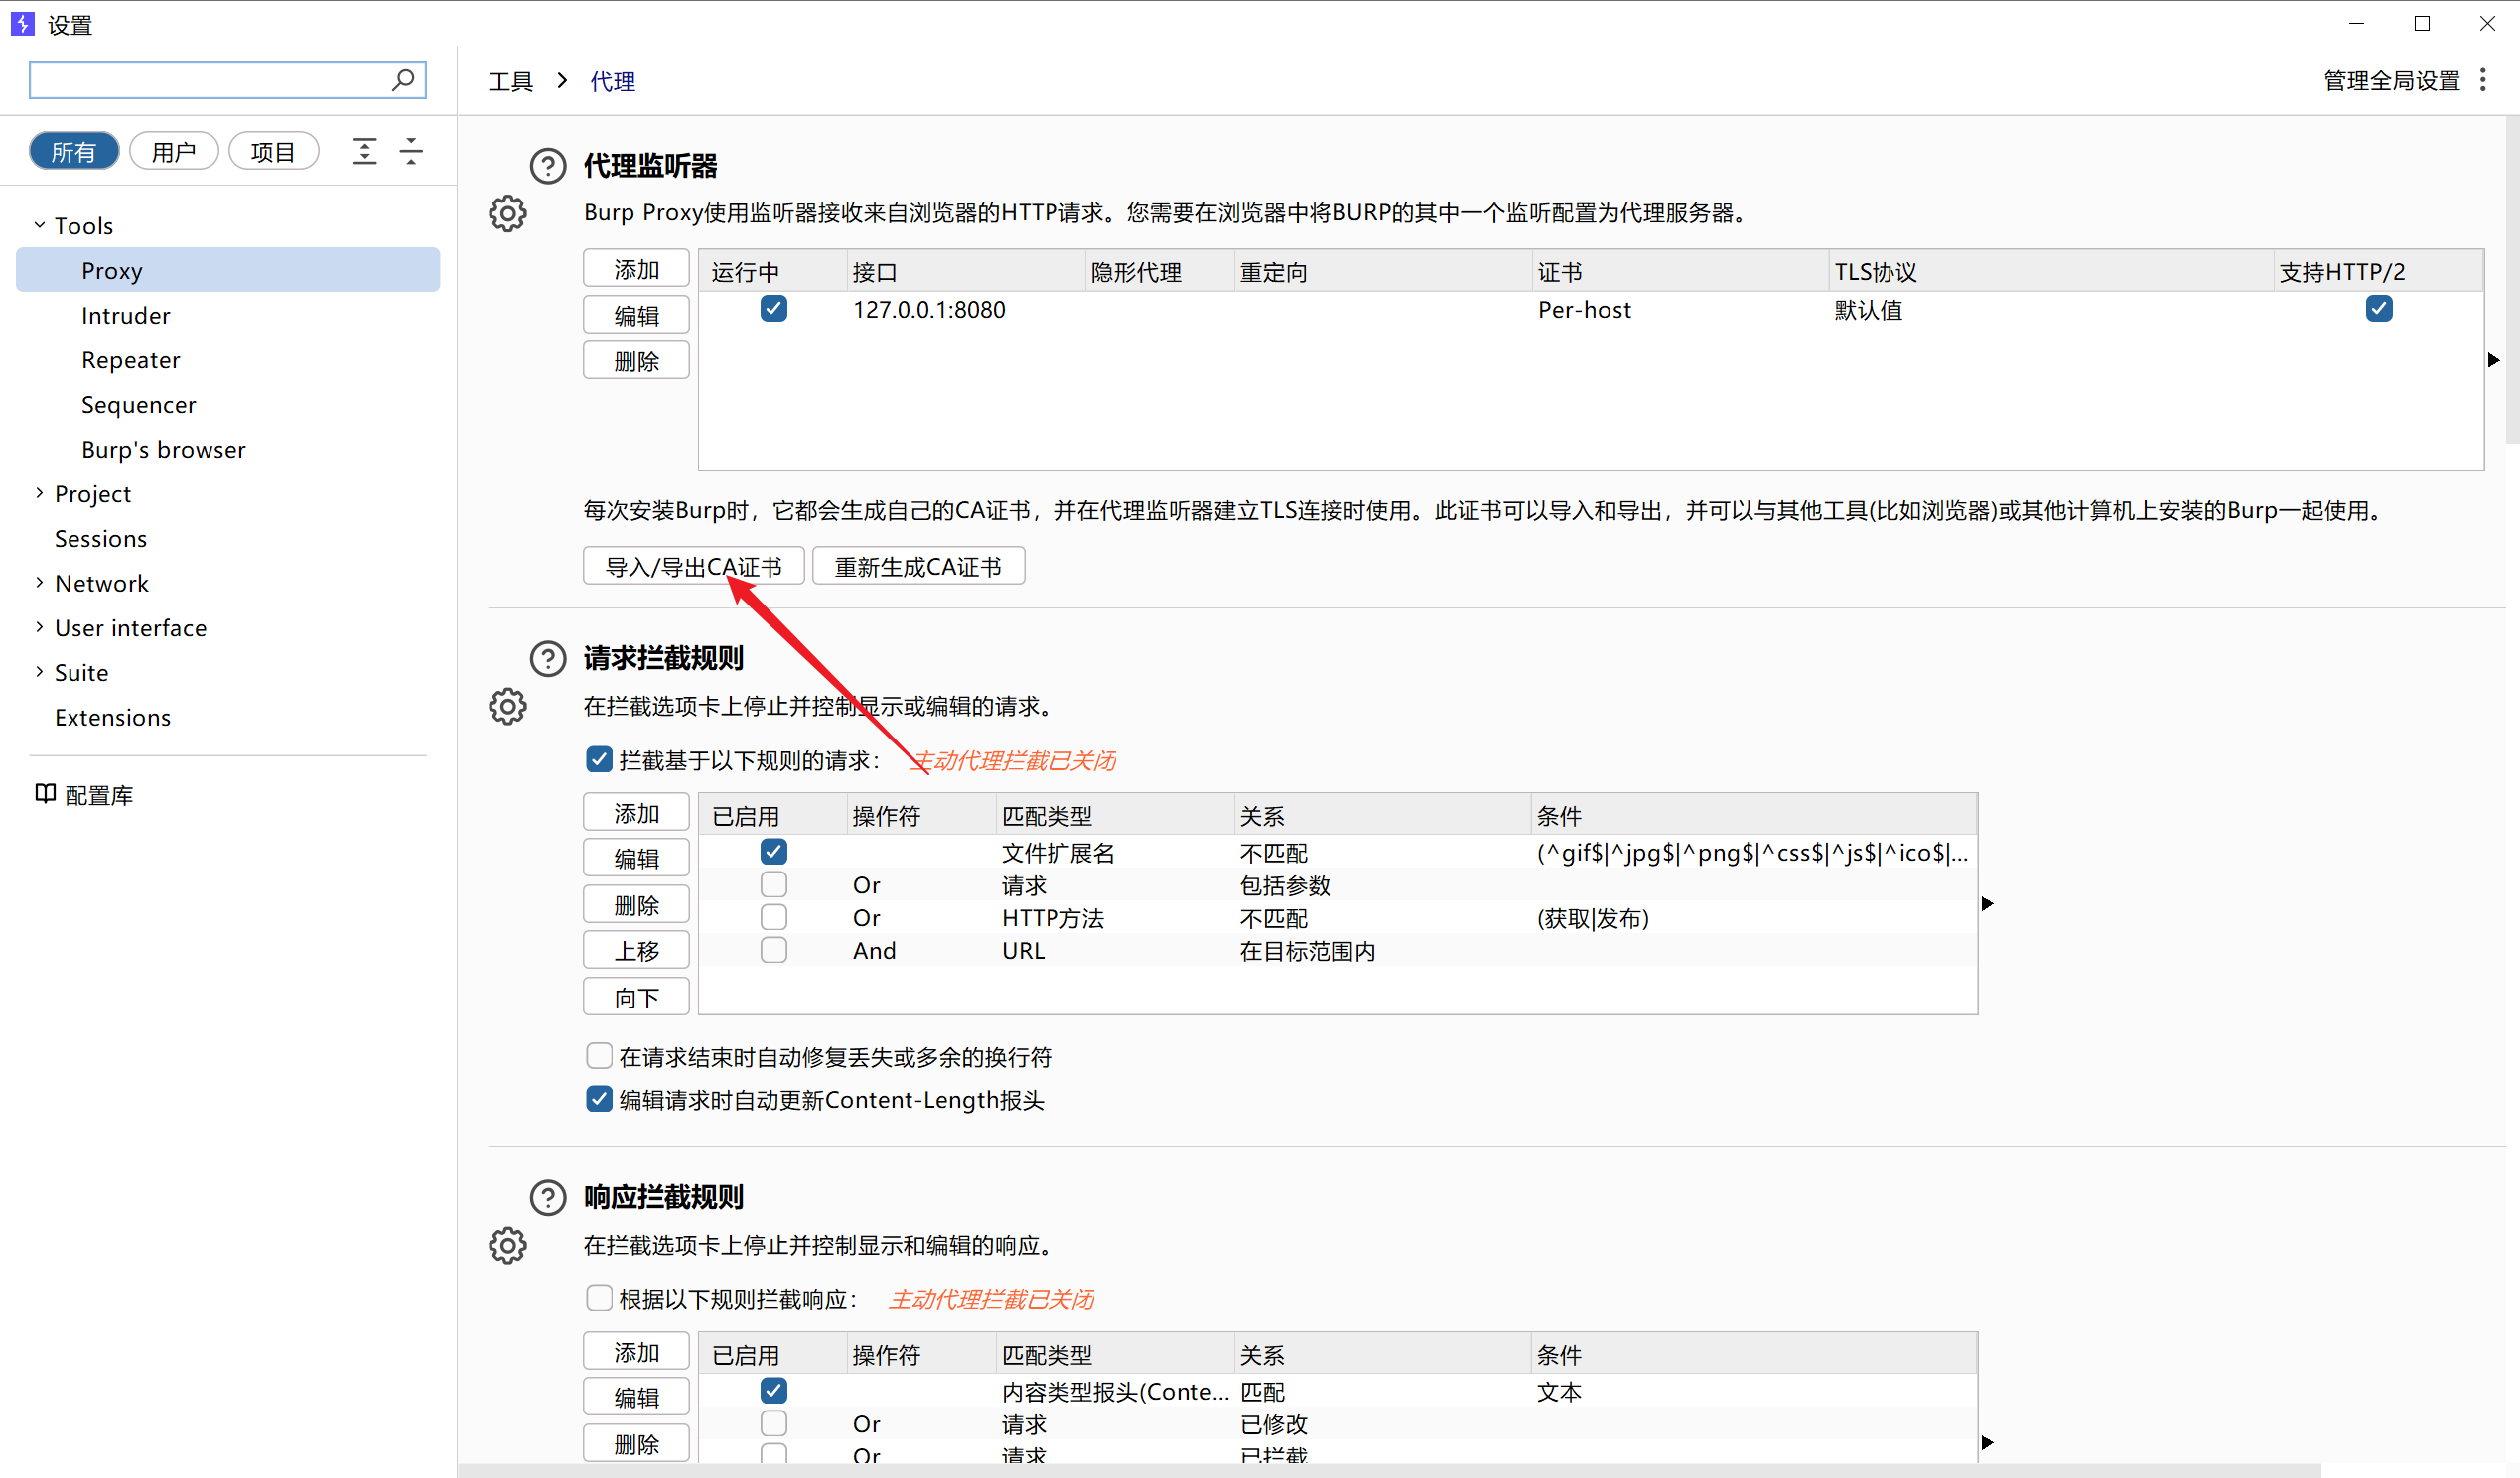 设置
工具 > 代理
管理全局设置
所有 用户 项目
Tools
Proxy
Intruder
Repeater
Sequencer
Burp's browser
Project
Sessions
Network
User interface
Suite
Extensions
配置库
代理监听器
Burp Proxy使用监听器接收来自浏览器的HTTP请求。您需要在浏览器中将BURP的其中一个监听配置为代理服务器。
添加
编辑
删除
运行中 接口 隐形代理 重定向 证书 TLS协议 支持HTTP/2
127.0.0.1:8080 Per-host 默认值
每次安装Burp时，它都会生成自己的CA证书，并在代理监听器建立TLS连接时使用。此证书可以导入和导出，并可以与其他工具(比如浏览器)或其他计算机上安装的Burp一起使用。
导入/导出CA证书 重新生成CA证书
请求拦截规则
在拦截选项卡上停止并控制显示或编辑的请求。
拦截基于以下规则的请求： 主动代理拦截已关闭
添加
编辑
删除
上移
向下
已启用 操作符 匹配类型 关系 条件
文件扩展名 不匹配 (^gif$|^jpg$|^png$|^css$|^js$|^ico$|...
Or 请求 包括参数
Or HTTP方法 不匹配 (获取|发布)
And URL 在目标范围内
在请求结束时自动修复丢失或多余的换行符
编辑请求时自动更新Content-Length报头
响应拦截规则
在拦截选项卡上停止并控制显示和编辑的响应。
根据以下规则拦截响应： 主动代理拦截已关闭
添加
编辑
删除
已启用 操作符 匹配类型 关系 条件
内容类型报头(Conte... 匹配 文本
Or 请求 已修改
Or 请求 已拦截